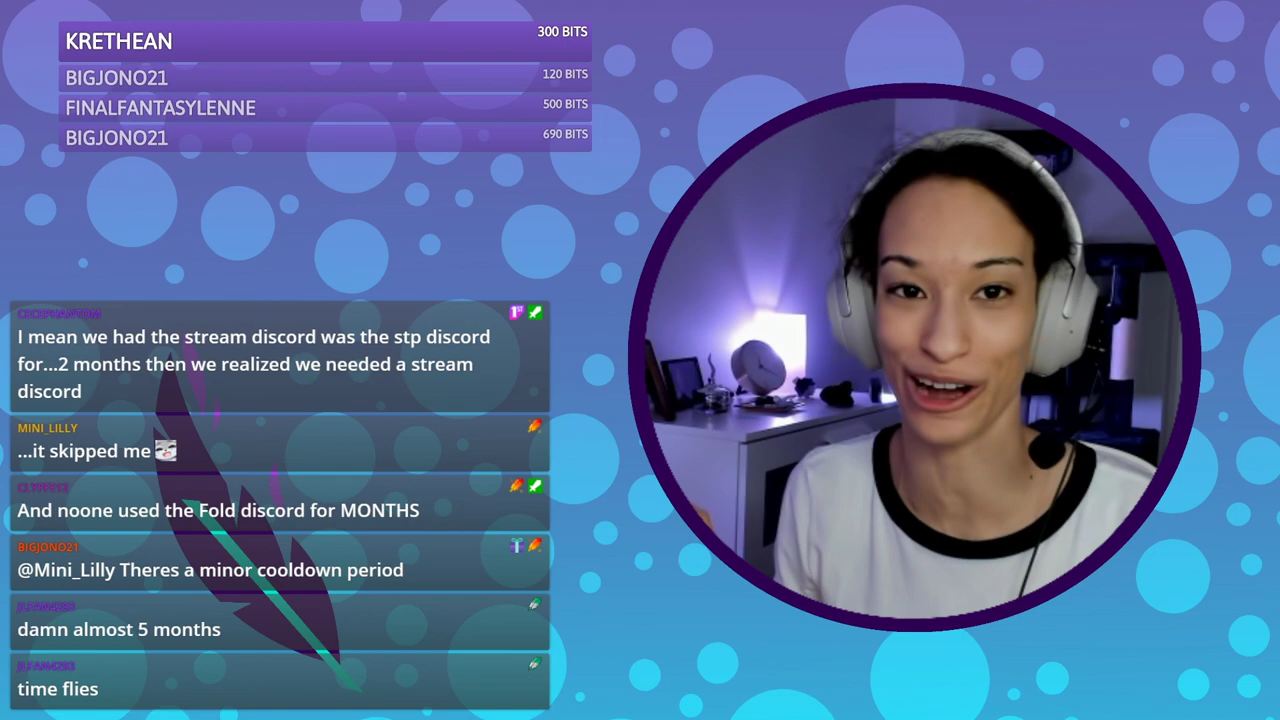 KRETHEAN 300 BITS
BIGJONO21 120 BITS
FINALFANTASYLENNE 500 BITS
BIGJONO21 690 BITS
I mean we had the stream discord was the stp discord
for...2 months then we realized we needed a stream
discord
MINI_LILLY
...it skipped me
And noone used the Fold discord for MONTHS
BIGJONO21
@Mini_Lilly Theres a minor cooldown period
damn almost 5 months
time flies